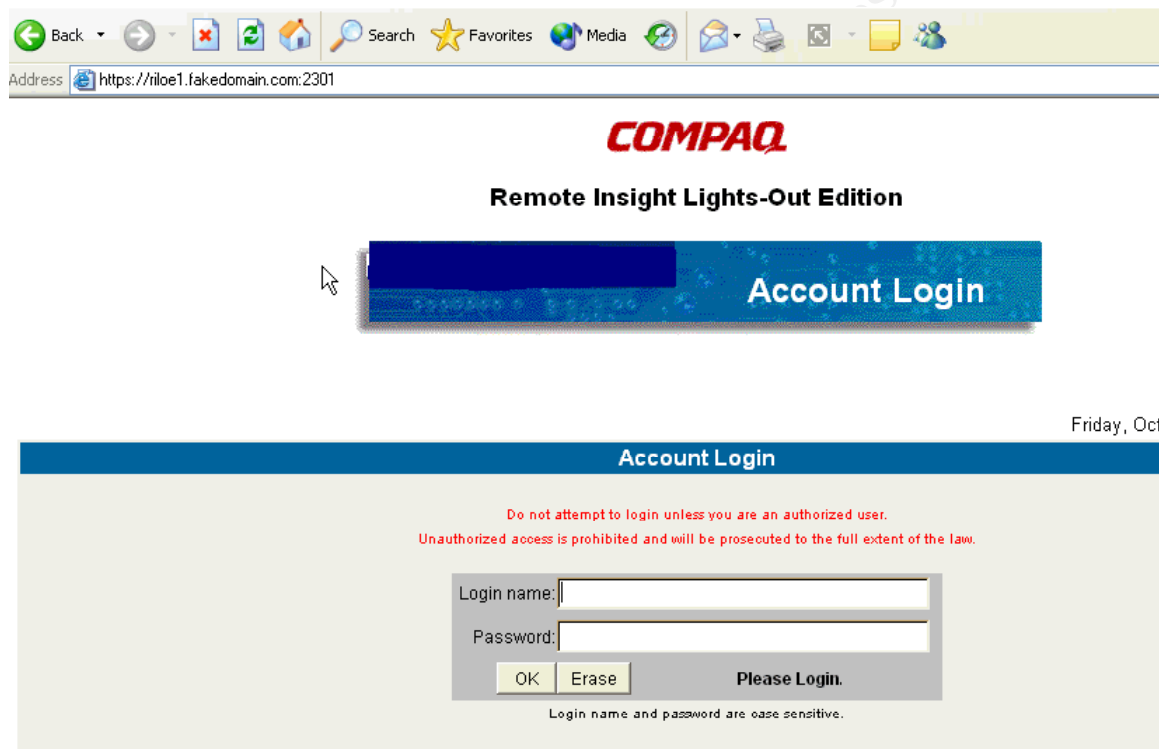 Back Search Favorites Media
Address https://riloe1.fakedomain.com:2301
COMPAQ
Remote Insight Lights-Out Edition
Account Login
Friday, Oct
Account Login
Do not attempt to login unless you are an authorized user.
Unauthorized access is prohibited and will be prosecuted to the full extent of the law.
Login name:
Password:
OK Erase Please Login.
Login name and password are case sensitive.